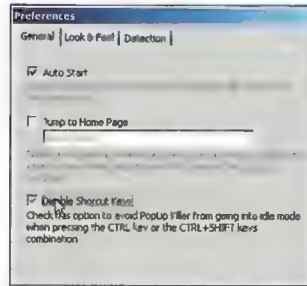 Preferences
General | Look & Feel | Detection |
Auto Start
Jump to Home Page
Disable Shorcut Keys
Check this option to avoid PopUp Killer from going into idle mode
when pressing the CTRL key or the CTRL+SHIFT keys
combination